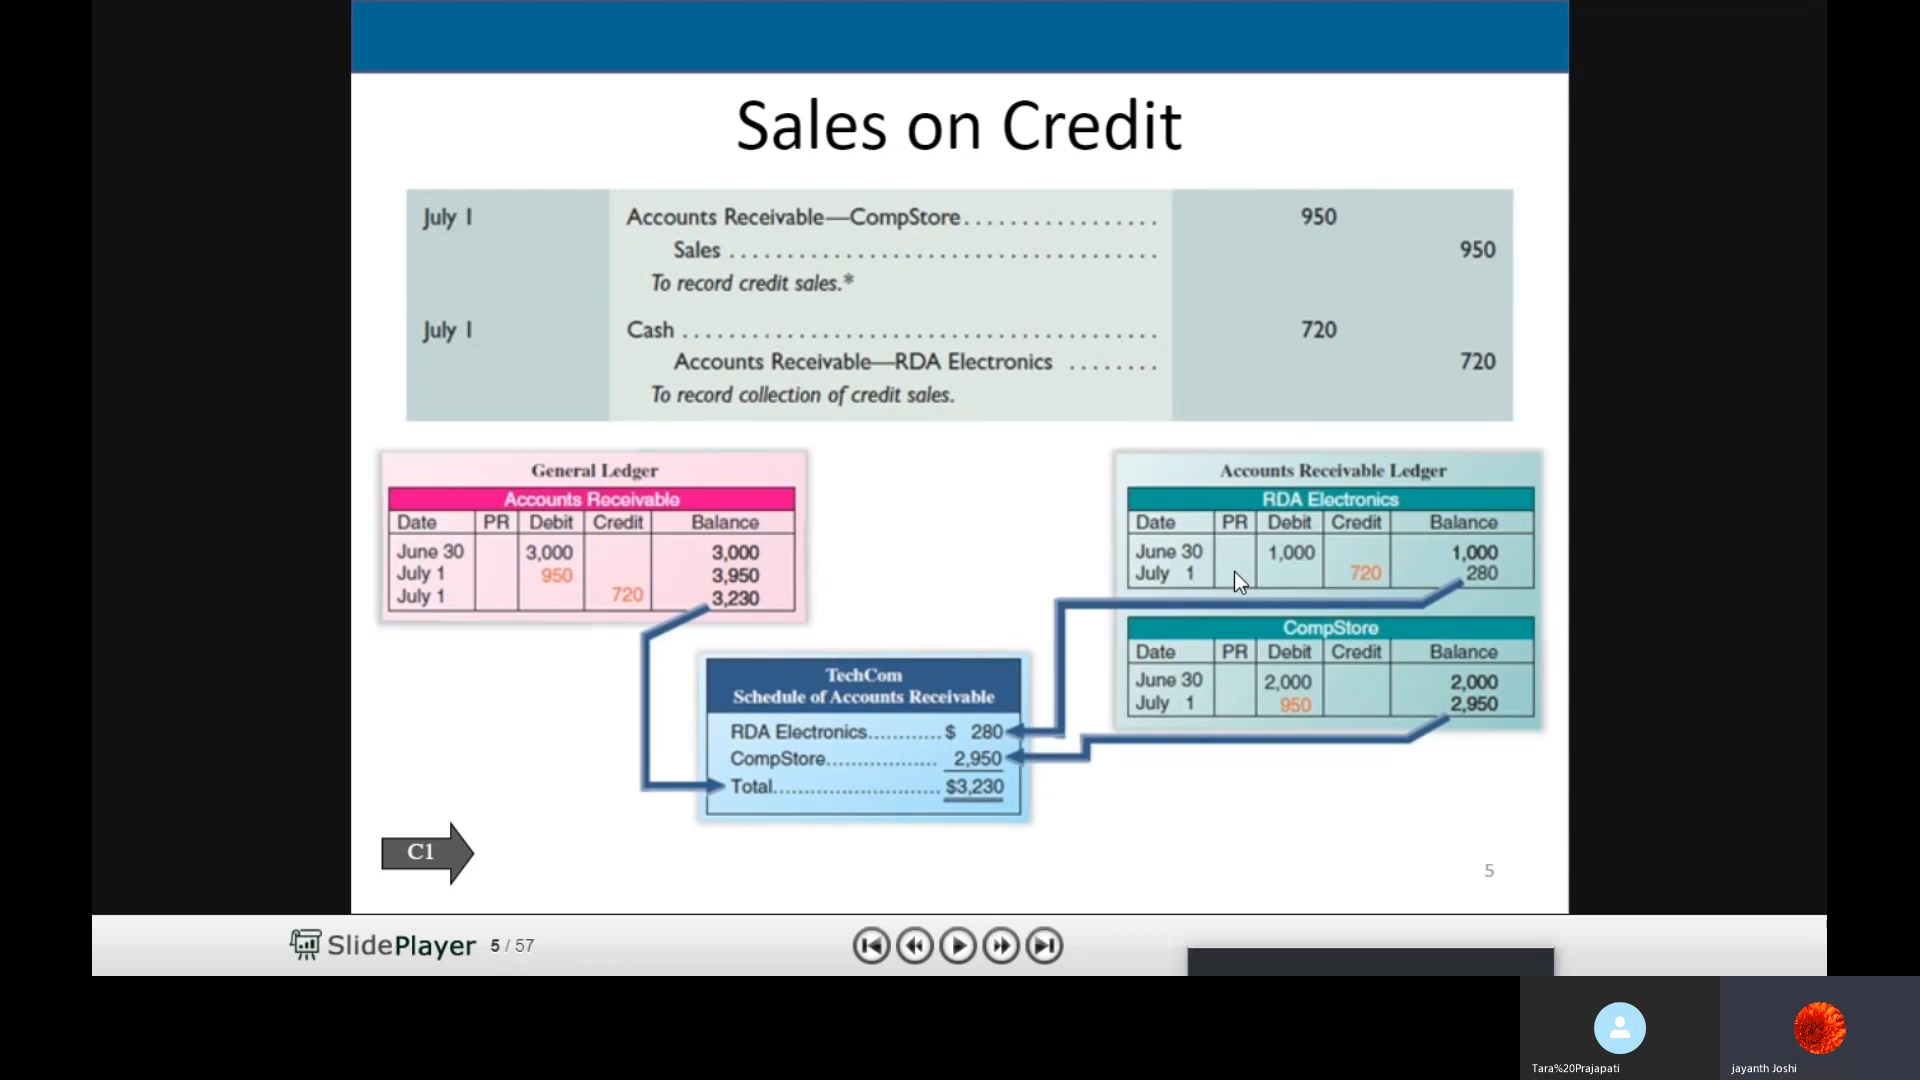 Sales on Credit
July 1 Accounts Receivable—CompStore................. 950
Sales ..................................... 950
To record credit sales.*
July 1 Cash ......................................... 720
Accounts Receivable—RDA Electronics ........ 720
To record collection of credit sales.
General Ledger
Accounts Receivable
Date PR Debit Credit Balance
June 30 3,000 3,000
July 1 950 3,950
July 1 720 3,230
Accounts Receivable Ledger
RDA Electronics
Date PR Debit Credit Balance
June 30 1,000 1,000
July 1 720 280
CompStore
Date PR Debit Credit Balance
June 30 2,000 2,000
July 1 950 2,950
TechCom
Schedule of Accounts Receivable
RDA Electronics............ $ 280
CompStore.................. 2,950
Total........................... $3,230
C1
5
SlidePlayer 5 / 57
Tara%20Prajapati
jayanth Joshi